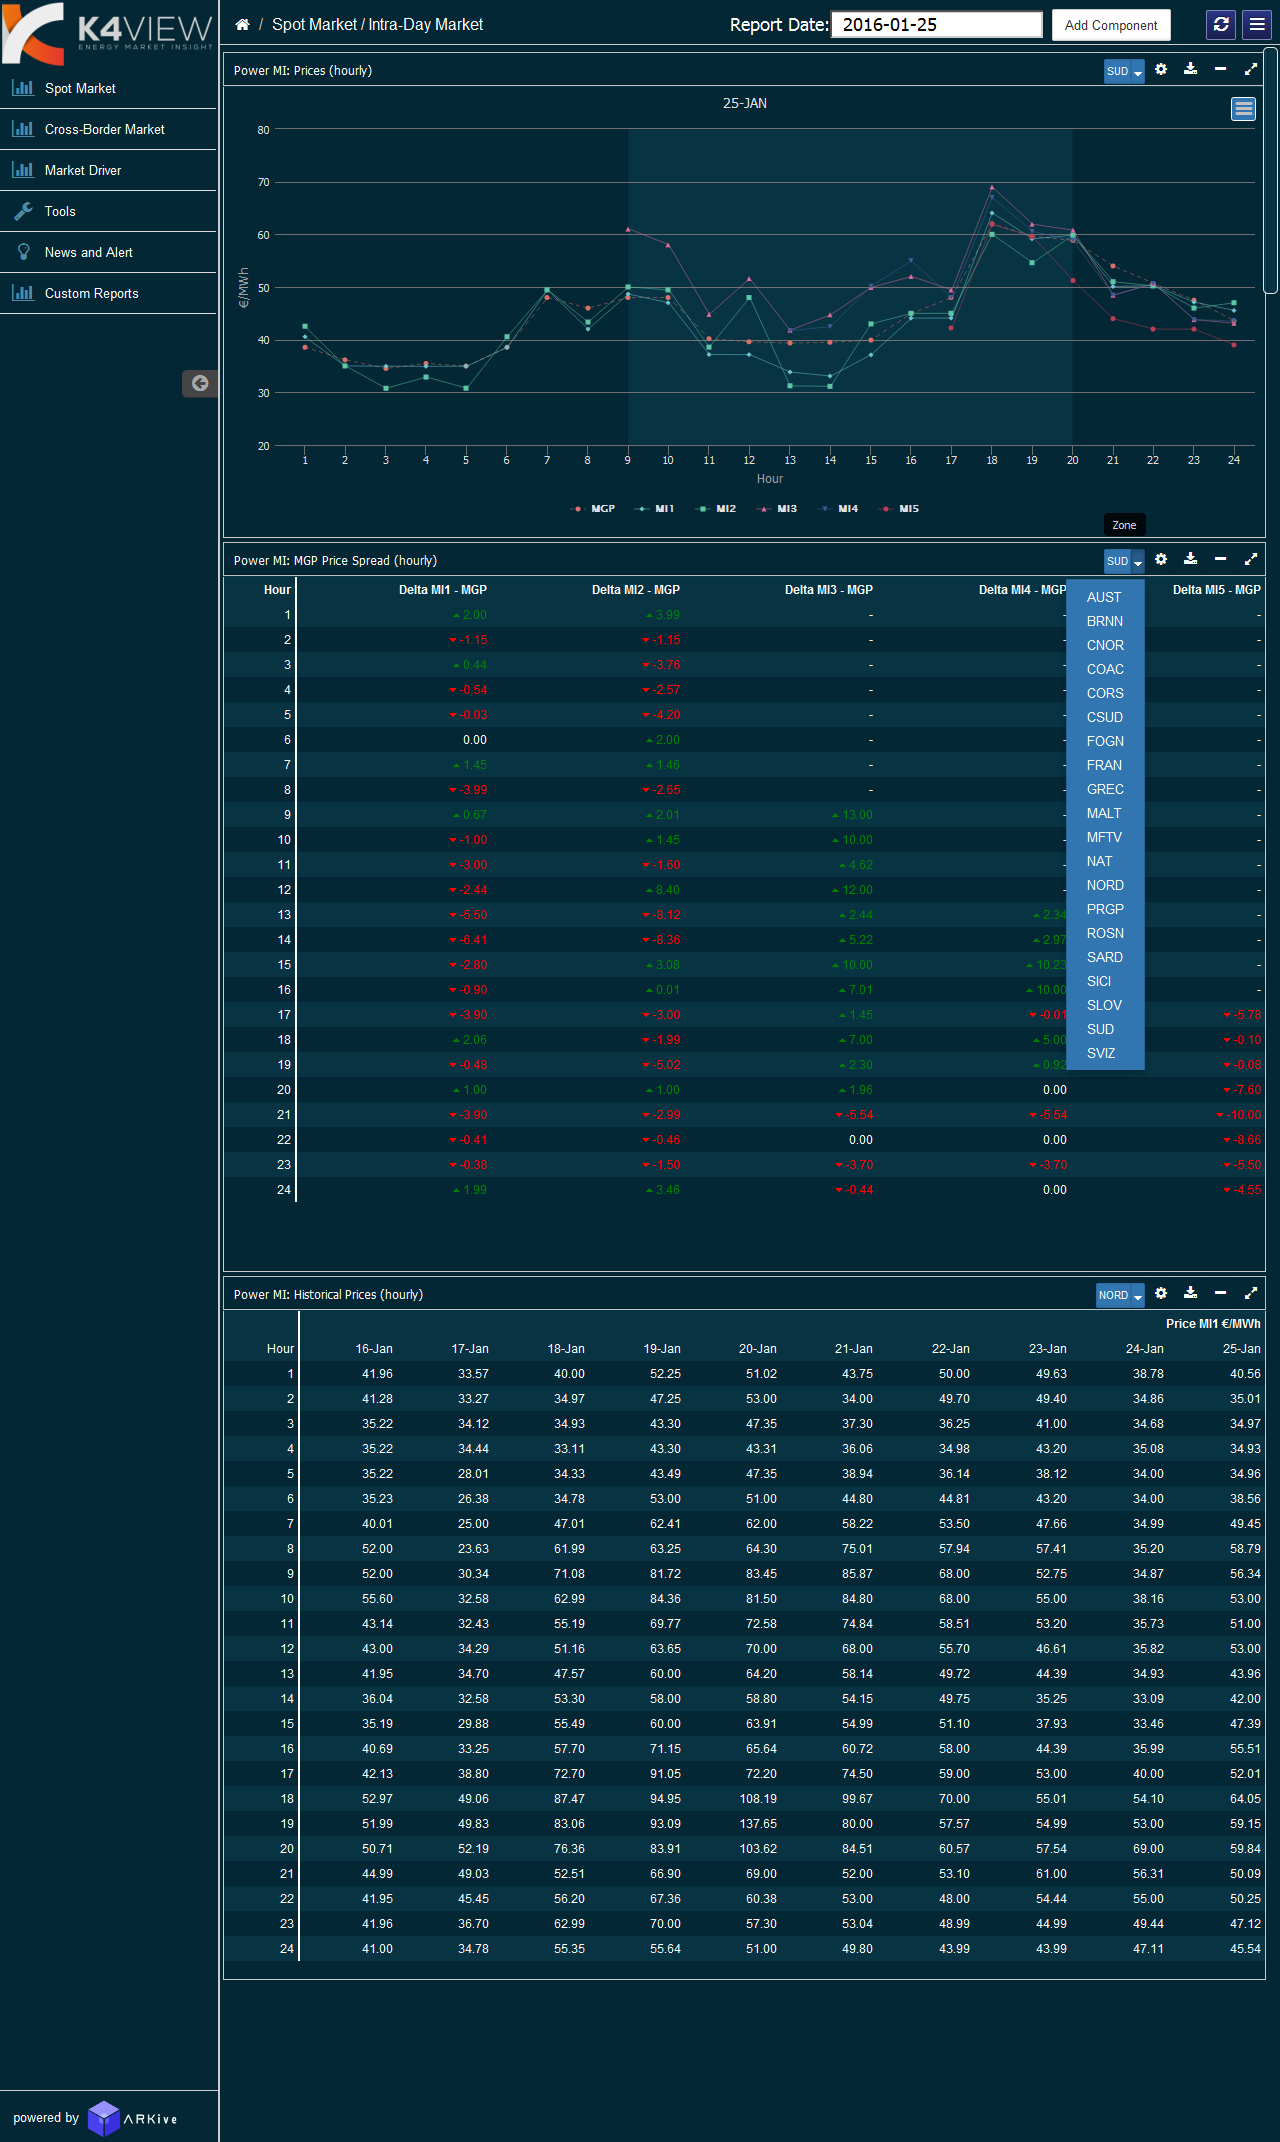 K4VIEW
ENERGY MARKET INSIGHT
Spot Market
Cross-Border Market
Market Driver
Tools
News and Alert
Custom Reports
/ Spot Market / Intra-Day Market
Report Date: 2016-01-25 Add Component
Power MI: Prices (hourly) SUD
25-JAN
€/MWh
80
70
60
50
40
30
20
1 2 3 4 5 6 7 8 9 10 11 12 13 14 15 16 17 18 19 20 21 22 23 24
Hour
MGP MI1 MI2 MI3 MI4 MI5
Zone
Power MI: MGP Price Spread (hourly) SUD
Hour Delta MI1 - MGP Delta MI2 - MGP Delta MI3 - MGP Delta MI4 - MGP Delta MI5 - MGP
1 2.00 3.99 - - -
2 -1.15 -1.15 - - -
3 0.44 -3.76 - - -
4 -0.54 -2.57 - - -
5 -0.03 -4.20 - - -
6 0.00 2.00 - - -
7 1.45 1.46 - - -
8 -3.99 -2.65 - - -
9 0.67 2.01 13.00 - -
10 -1.00 1.45 10.00 - -
11 -3.00 -1.60 4.62 - -
12 -2.44 8.40 12.00 - -
13 -5.50 -8.12 2.44 2.34 -
14 -6.41 -8.36 5.22 2.97 -
15 -2.80 3.08 10.00 10.23 -
16 -0.90 0.01 7.01 10.00 -
17 -3.90 -3.00 1.45 -0.01 -5.78
18 2.06 -1.99 7.00 5.00 -0.10
19 -0.48 -5.02 2.30 0.92 -0.08
20 1.00 1.00 1.96 0.00 -7.60
21 -3.90 -2.99 -5.54 -5.54 -10.00
22 -0.41 -0.46 0.00 0.00 -8.66
23 -0.38 -1.50 -3.70 -3.70 -5.50
24 1.99 3.46 -0.44 0.00 -4.55
AUST
BRNN
CNOR
COAC
CORS
CSUD
FOGN
FRAN
GREC
MALT
MFTV
NAT
NORD
PRGP
ROSN
SARD
SICI
SLOV
SUD
SVIZ
Power MI: Historical Prices (hourly) NORD
Price MI1 €/MWh
Hour 16-Jan 17-Jan 18-Jan 19-Jan 20-Jan 21-Jan 22-Jan 23-Jan 24-Jan 25-Jan
1 41.96 33.57 40.00 52.25 51.02 43.75 50.00 49.63 38.78 40.56
2 41.28 33.27 34.97 47.25 53.00 34.00 49.70 49.40 34.86 35.01
3 35.22 34.12 34.93 43.30 47.35 37.30 36.25 41.00 34.68 34.97
4 35.22 34.44 33.11 43.30 43.31 36.06 34.98 43.20 35.08 34.93
5 35.22 28.01 34.33 43.49 47.35 38.94 36.14 38.12 34.00 34.96
6 35.23 26.38 34.78 53.00 51.00 44.80 44.81 43.20 34.00 38.56
7 40.01 25.00 47.01 62.41 62.00 58.22 53.50 47.66 34.99 49.45
8 52.00 23.63 61.99 63.25 64.30 75.01 57.94 57.41 35.20 58.79
9 52.00 30.34 71.08 81.72 83.45 85.87 68.00 52.75 34.87 56.34
10 55.60 32.58 62.99 84.36 81.50 84.80 68.00 55.00 38.16 53.00
11 43.14 32.43 55.19 69.77 72.58 74.84 58.51 53.20 35.73 51.00
12 43.00 34.29 51.16 63.65 70.00 68.00 55.70 46.61 35.82 53.00
13 41.95 34.70 47.57 60.00 64.20 58.14 49.72 44.39 34.93 43.96
14 36.04 32.58 53.30 58.00 58.80 54.15 49.75 35.25 33.09 42.00
15 35.19 29.88 55.49 60.00 63.91 54.99 51.10 37.93 33.46 47.39
16 40.69 33.25 57.70 71.15 65.64 60.72 58.00 44.39 35.99 55.51
17 42.13 38.80 72.70 91.05 72.20 74.50 59.00 53.00 40.00 52.01
18 52.97 49.06 87.47 94.95 108.19 99.67 70.00 55.01 54.10 64.05
19 51.99 49.83 83.06 93.09 137.65 80.00 57.57 54.99 53.00 59.15
20 50.71 52.19 76.36 83.91 103.62 84.51 60.57 57.54 69.00 59.84
21 44.99 49.03 52.51 66.90 69.00 52.00 53.10 61.00 56.31 50.09
22 41.95 45.45 56.20 67.36 60.38 53.00 48.00 54.44 55.00 50.25
23 41.96 36.70 62.99 70.00 57.30 53.04 48.99 44.99 49.44 47.12
24 41.00 34.78 55.35 55.64 51.00 49.80 43.99 43.99 47.11 45.54
powered by ARKive